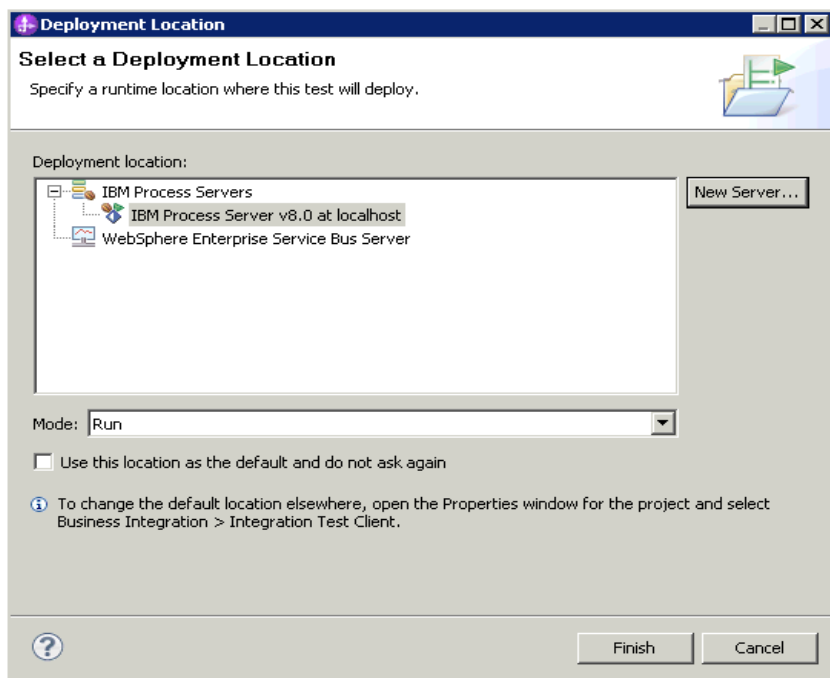 Deployment Location
Select a Deployment Location
Specify a runtime location where this test will deploy.
Deployment location:
IBM Process Servers
IBM Process Server v8.0 at localhost
WebSphere Enterprise Service Bus Server
New Server...
Mode: Run
Use this location as the default and do not ask again
To change the default location elsewhere, open the Properties window for the project and select
Business Integration > Integration Test Client.
Finish
Cancel